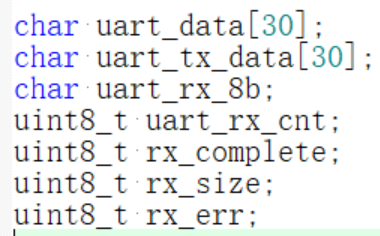 char uart_data[30];
char uart_tx_data[30];
char uart_rx_8b;
uint8_t uart_rx_cnt;
uint8_t rx_complete;
uint8_t rx_size;
uint8_t rx_err;